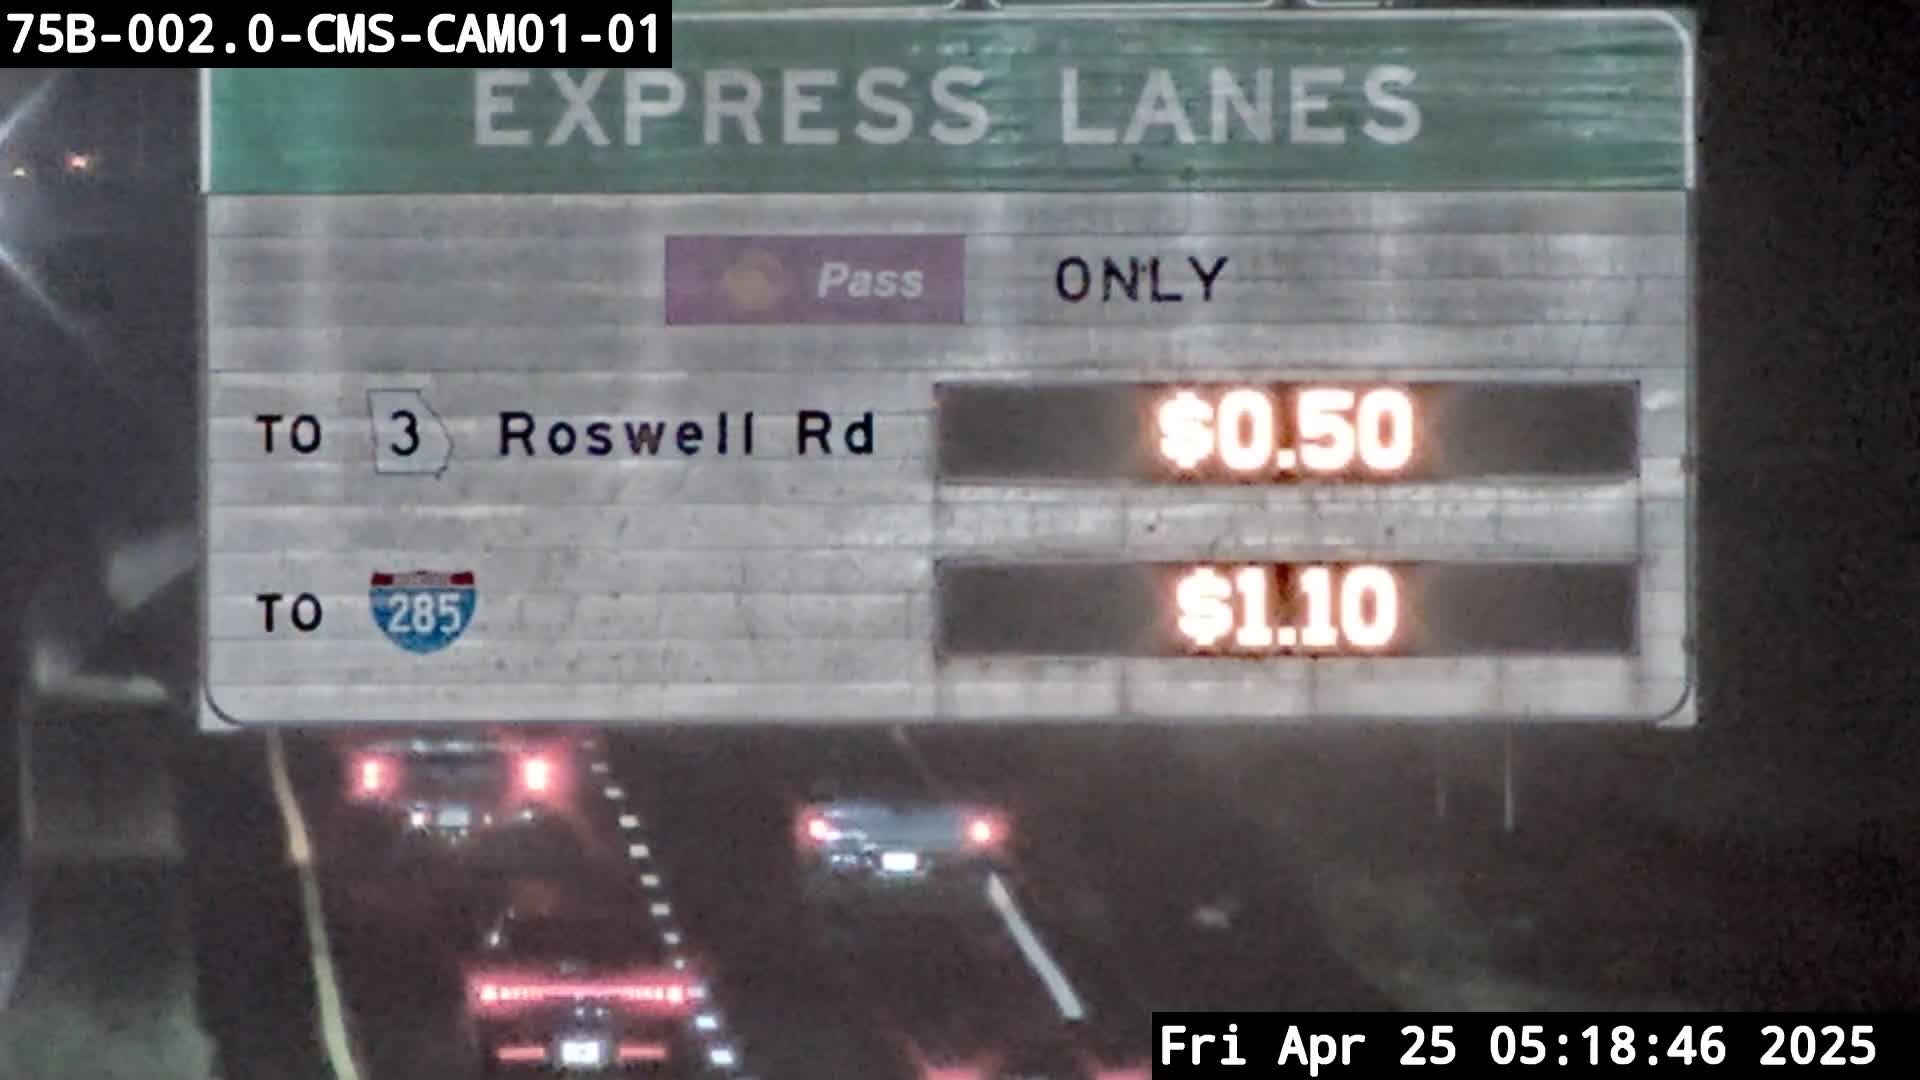 75B-002.0-CMS-CAM01-01
EXPRESS LANES
Pass ONLY
TO 3 Roswell Rd $0.50
TO 285 $1.10
Fri Apr 25 05:18:46 2025